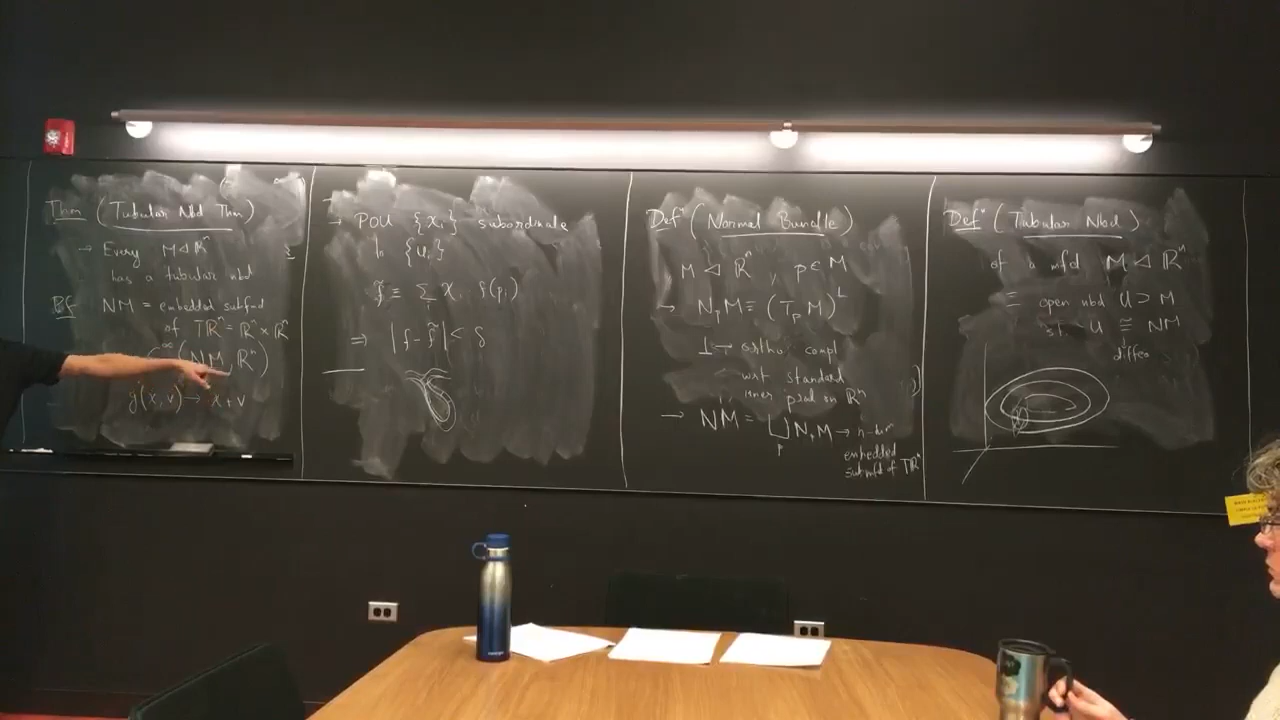 Thm (Tubular Nbd Thm)
→ Every M ◁ ℝⁿ
has a tubular nbd
Pf NM = embedded submfd
of Tℝⁿ = ℝⁿ × ℝⁿ
∞(NM, ℝⁿ)
(x, v) → x + v
→ POU {χᵢ} subordinate
to {Uᵢ}
f̃ ≡ Σ χᵢ f(pᵢ)
⇒ |f - f̃| < δ
Defⁿ (Normal Bundle)
M ◁ ℝⁿ, p ∈ M
→ NₚM ≡ (TₚM)^⊥
⊥ → ortho. compl
wrt standard
inner prod on ℝⁿ
→ NM = ⊔ NₚM → n-dim
p
embedded
submfd of Tℝⁿ
Defⁿ (Tubular Nbd)
of a mfd M ◁ ℝⁿ
≡ open nbd U ⊃ M
s.t. U ≅ NM
diffeo